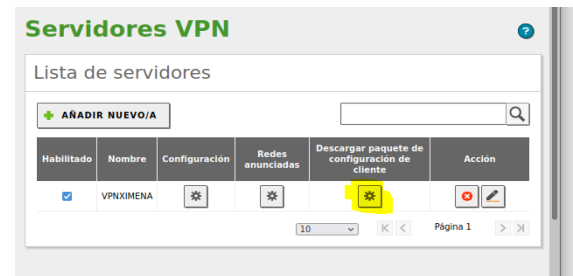 Servidores VPN
?
Lista de servidores
AÑADIR NUEVO/A
Habilitado Nombre Configuración Redes anunciadas Descargar paquete de configuración de cliente Acción
VPNXIMENA
10 Página 1